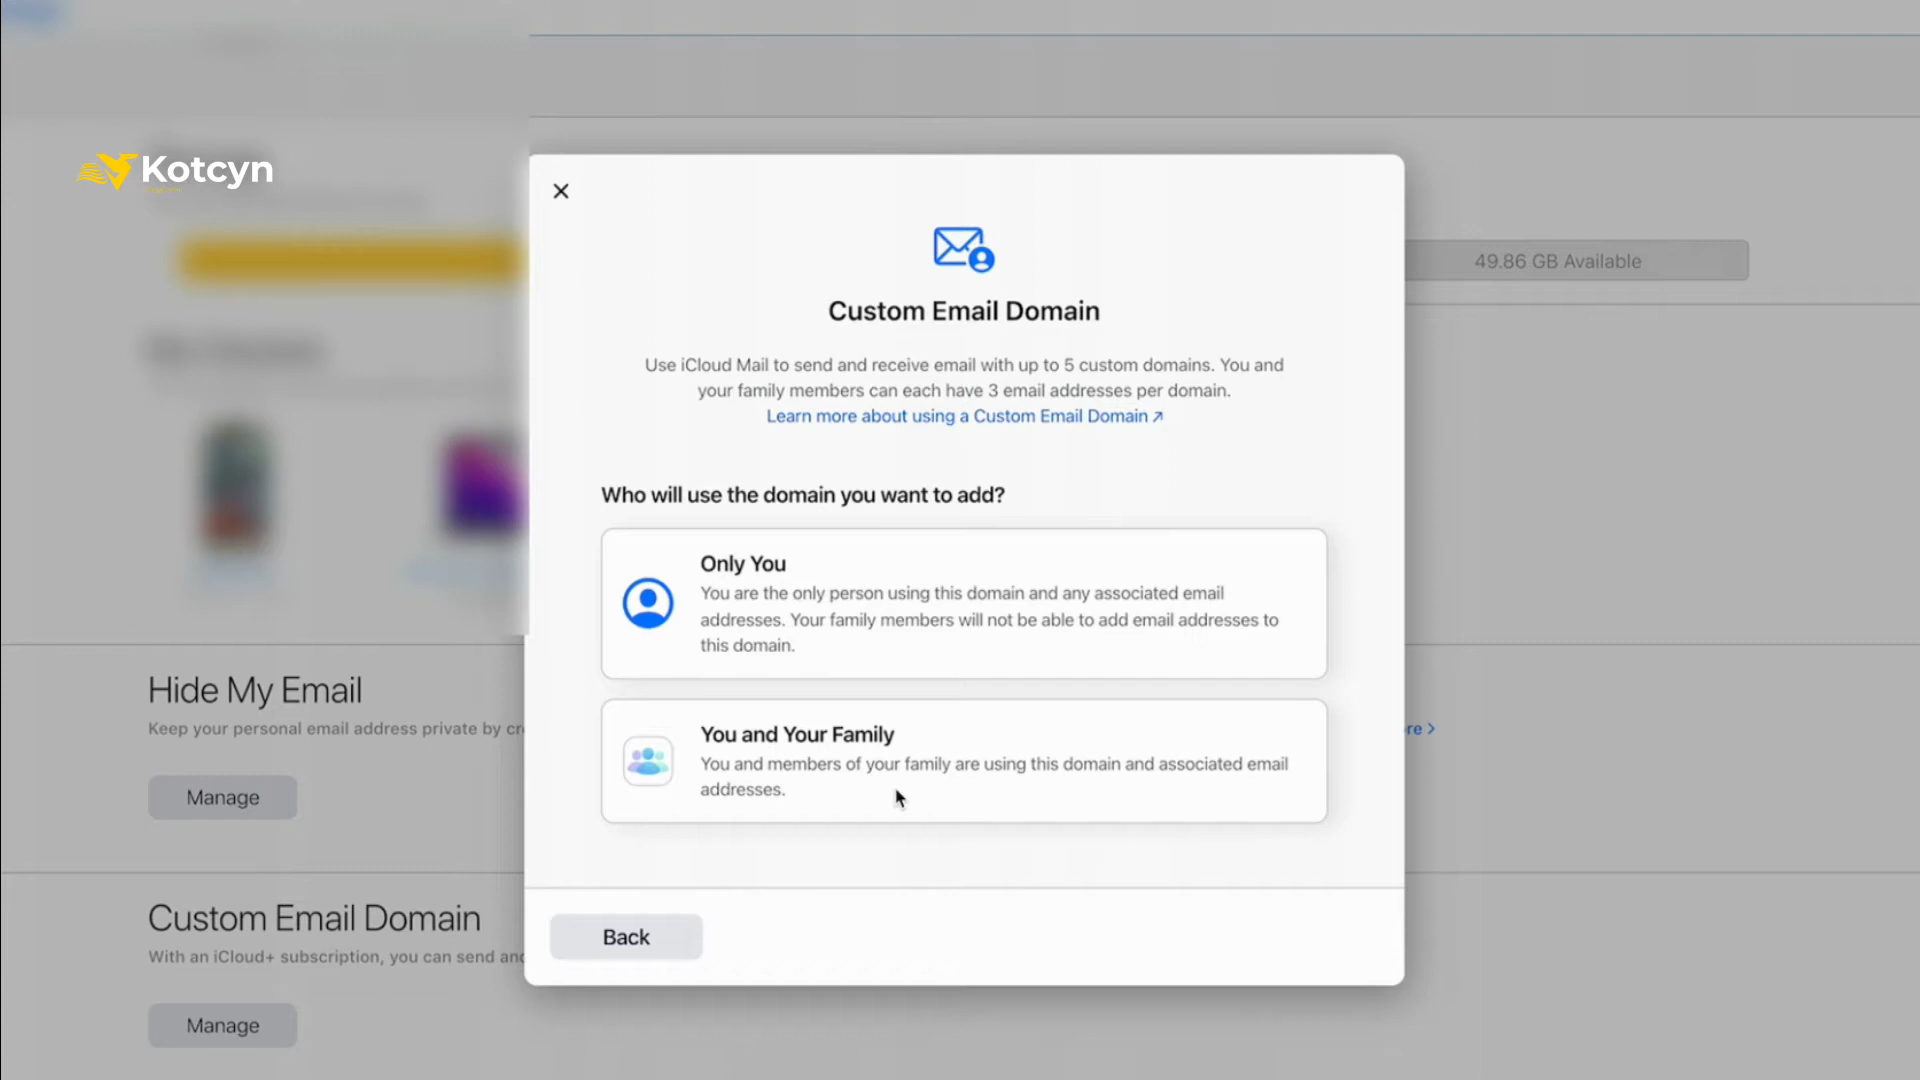 Kotcyn
Custom Email Domain
Use iCloud Mail to send and receive email with up to 5 custom domains. You and
your family members can each have 3 email addresses per domain.
Learn more about using a Custom Email Domain ↗
49.86 GB Available
Who will use the domain you want to add?
Only You
You are the only person using this domain and any associated email
addresses. Your family members will not be able to add email addresses to
this domain.
You and Your Family
You and members of your family are using this domain and associated email
addresses.
Back
Hide My Email
Keep your personal email address private by cr
re >
Manage
Custom Email Domain
With an iCloud+ subscription, you can send and
Manage